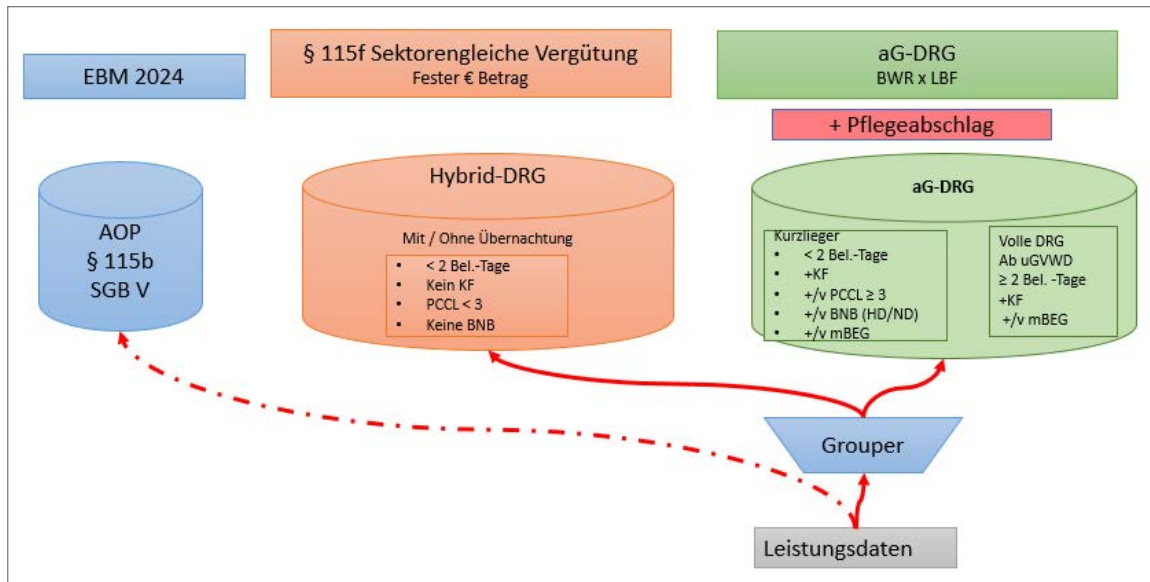 EBM 2024
§ 115f Sektorengleiche Vergütung
Fester € Betrag
aG-DRG
BWR x LBF
+ Pflegeabschlag
AOP
§ 115b
SGB V
Hybrid-DRG
Mit / Ohne Übernachtung
• < 2 Bel.-Tage
• Kein KF
• PCCL < 3
• Keine BNB
aG-DRG
Kurzlieger
• < 2 Bel.-Tage
• +KF
• +/v PCCL ≥ 3
• +/v BNB (HD/ND)
• +/v mBEG
Volle DRG
Ab uGVWD
≥ 2 Bel. -Tage
+KF
+/v mBEG
Grouper
Leistungsdaten